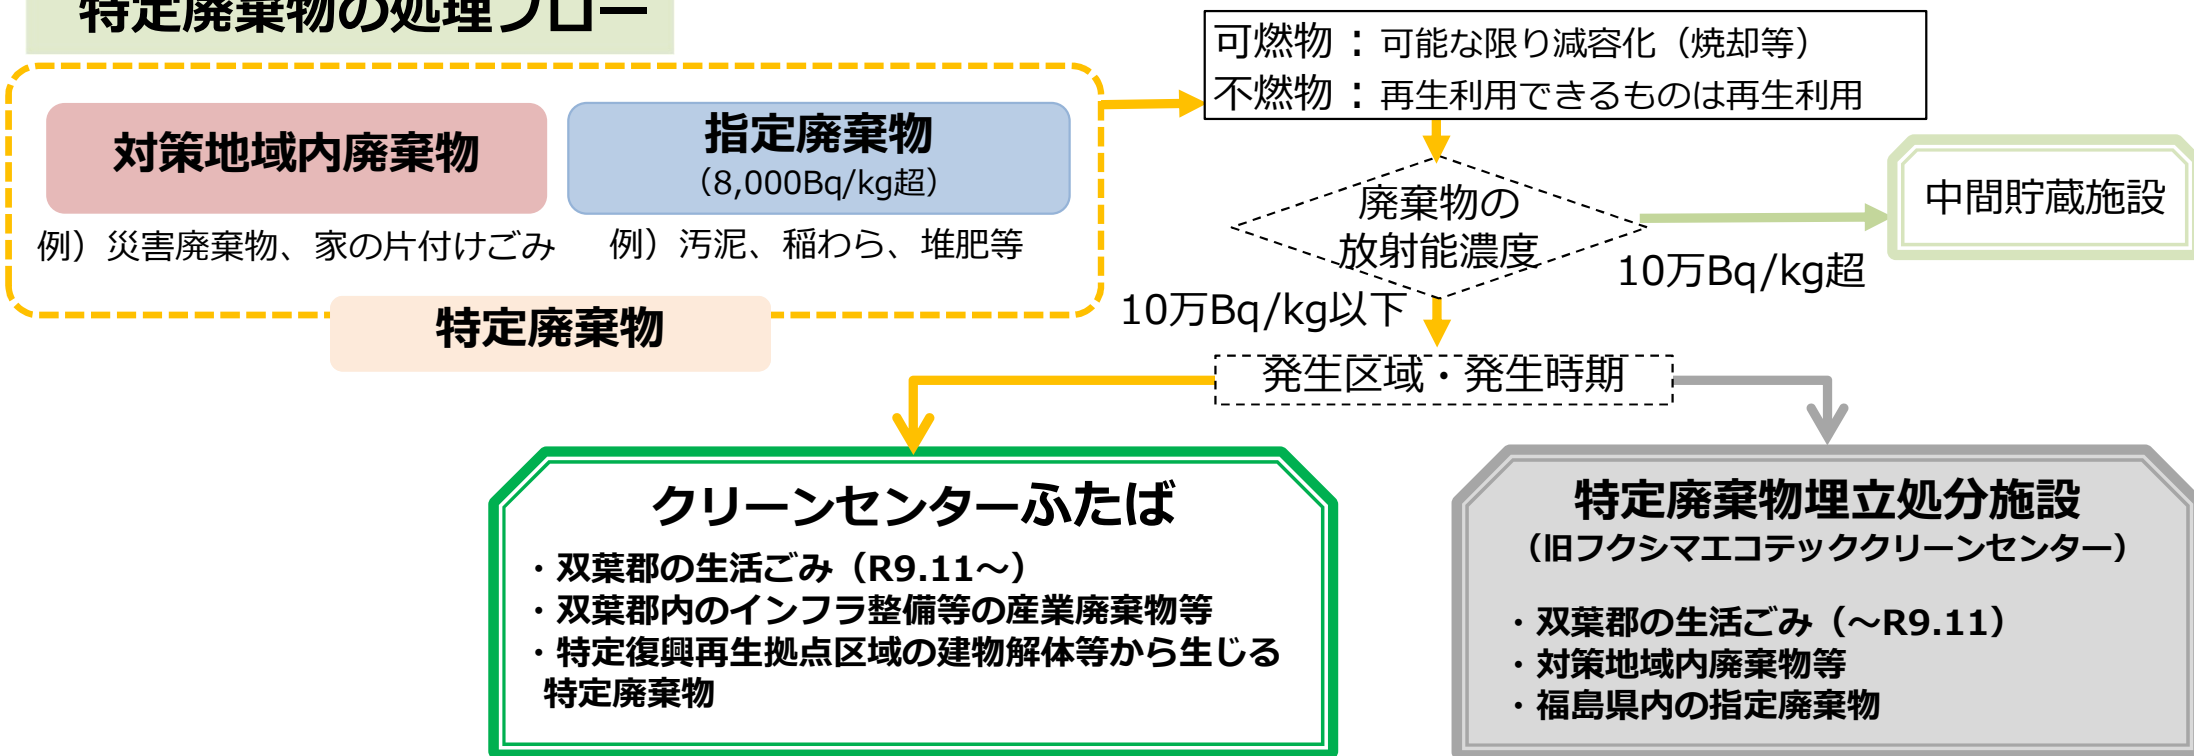 特定廃棄物の処理フロー
対策地域内廃棄物
例）災害廃棄物、家の片付けごみ
指定廃棄物
（8,000Bq/kg超）
例）汚泥、稲わら、堆肥等
特定廃棄物
可燃物：可能な限り減容化（焼却等）
不燃物：再生利用できるものは再生利用
廃棄物の
放射能濃度
10万Bq/kg超
中間貯蔵施設
10万Bq/kg以下
発生区域・発生時期
クリーンセンターふたば
・双葉郡の生活ごみ（R9.11～）
・双葉郡内のインフラ整備等の産業廃棄物等
・特定復興再生拠点区域の建物解体等から生じる
特定廃棄物
特定廃棄物埋立処分施設
（旧フクシマエコテッククリーンセンター）
・双葉郡の生活ごみ（～R9.11）
・対策地域内廃棄物等
・福島県内の指定廃棄物